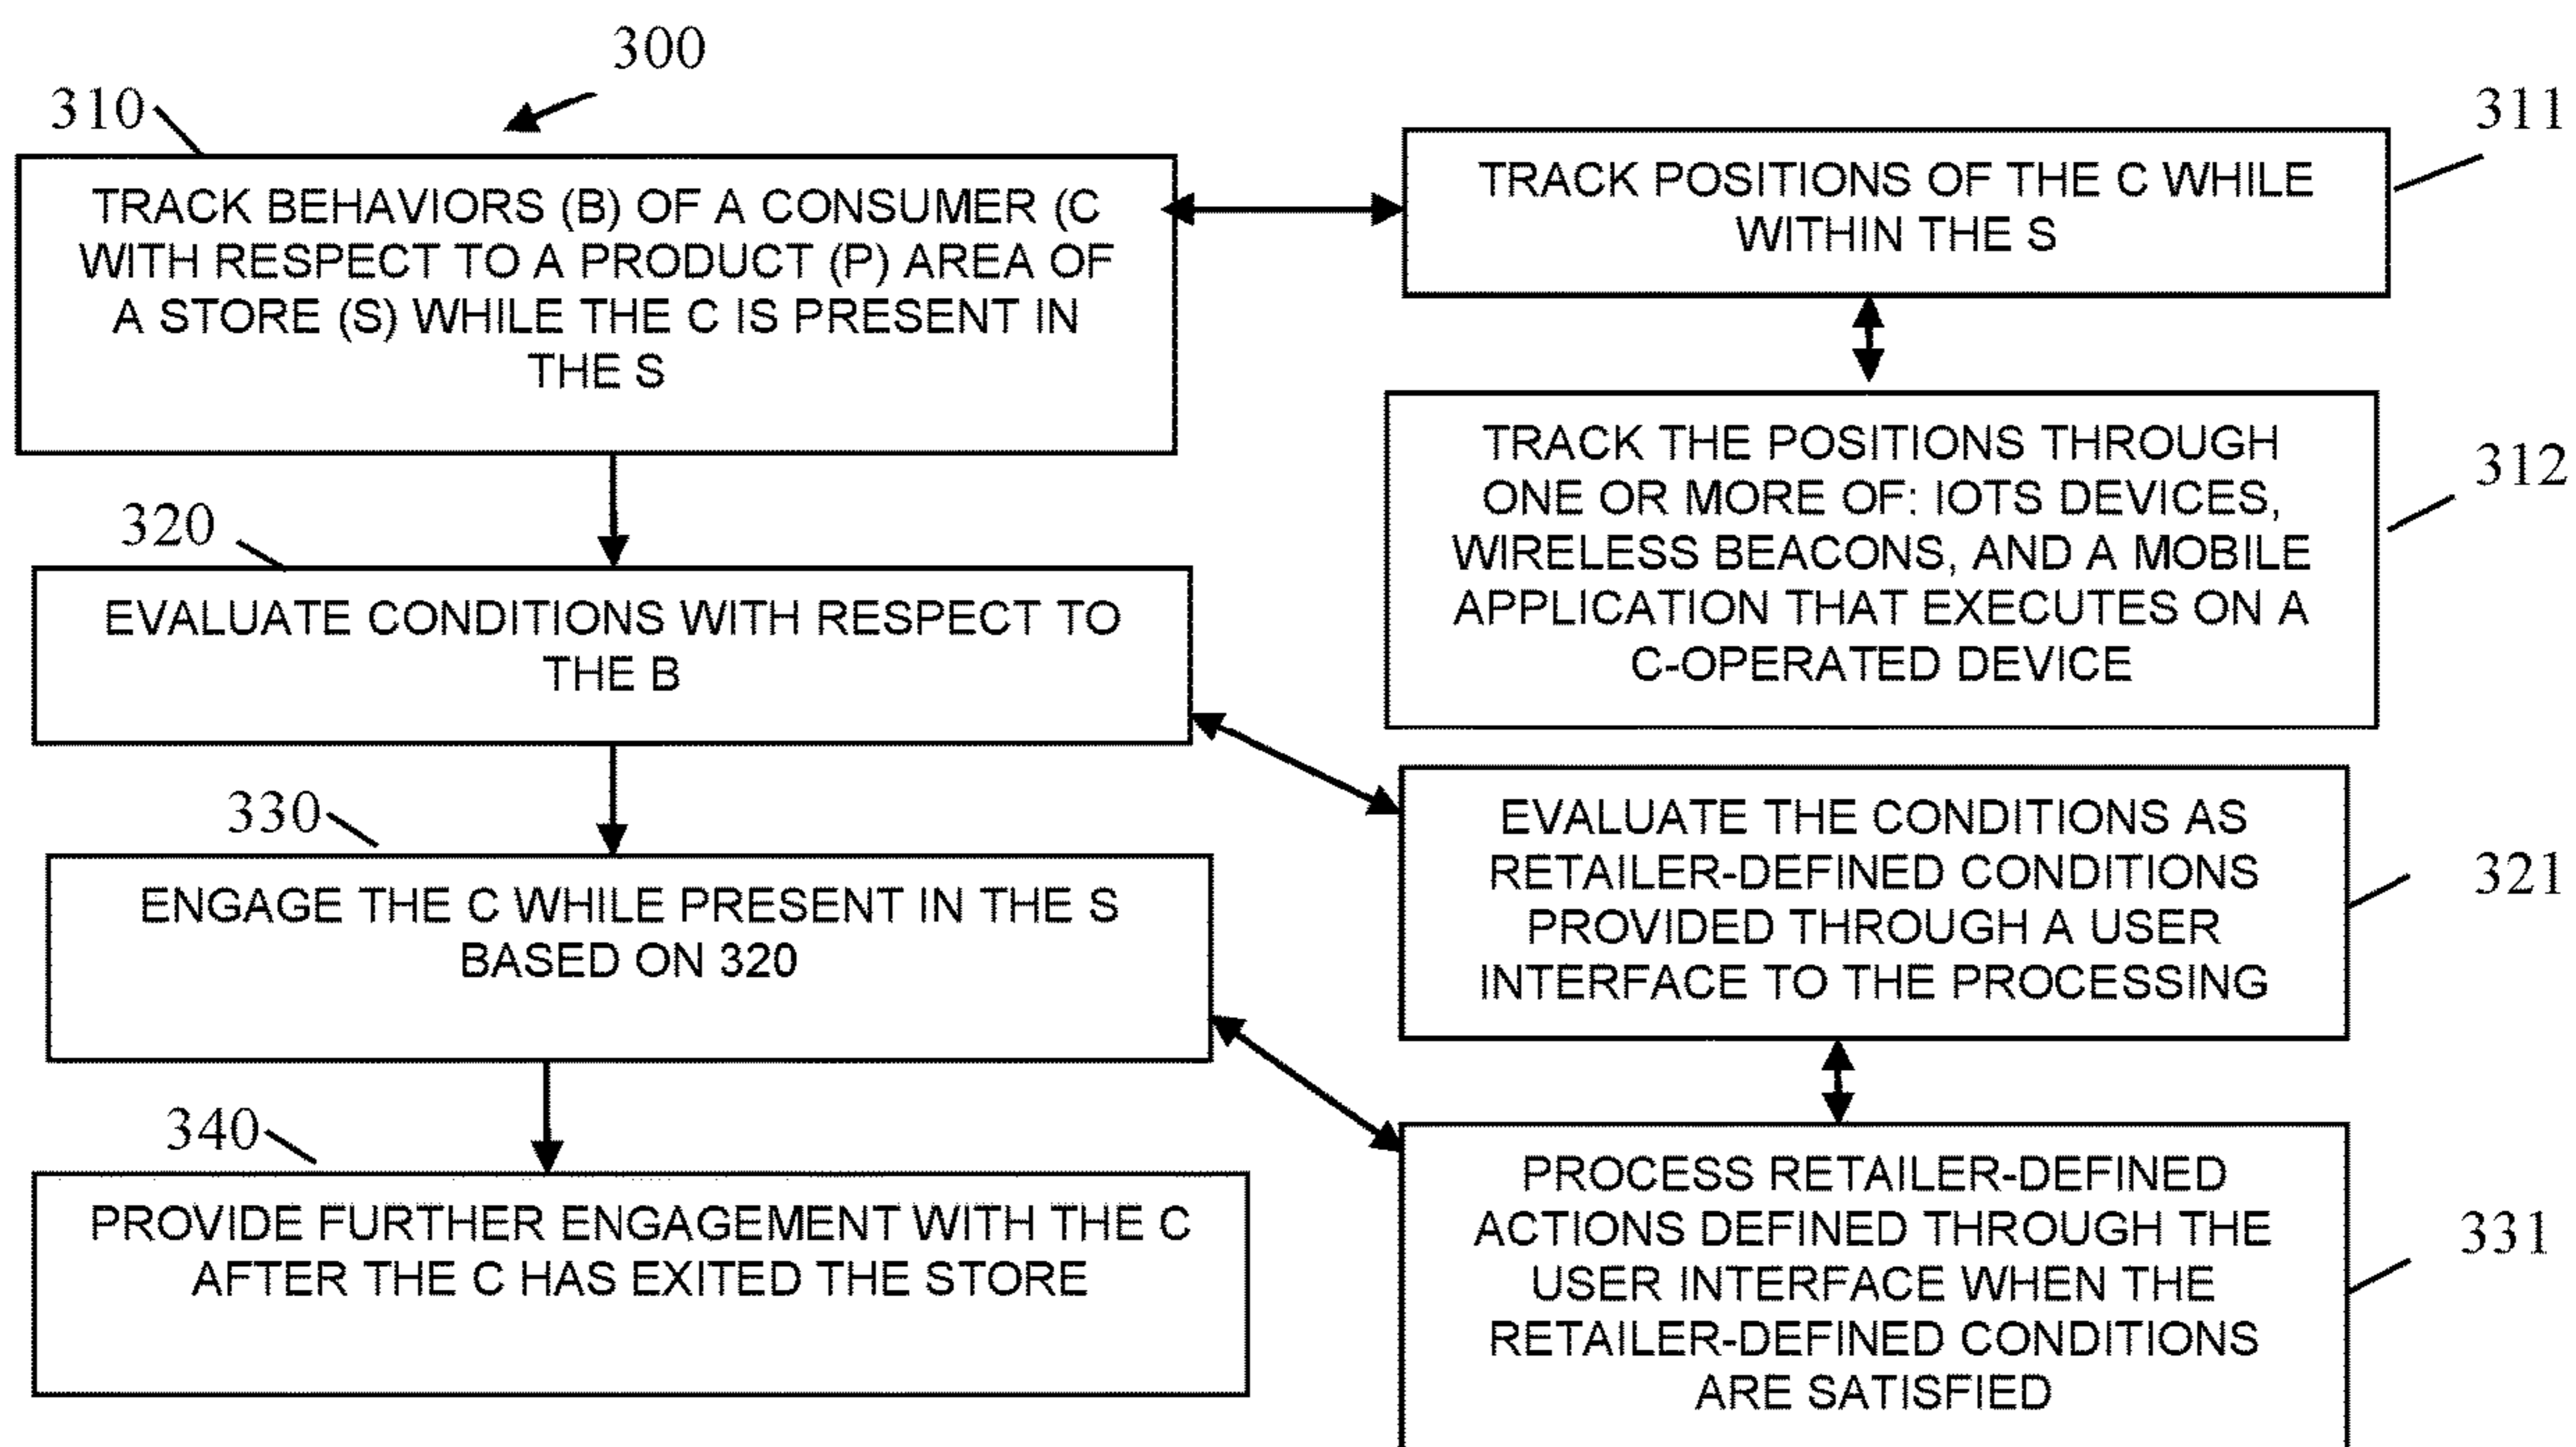 300
310
TRACK BEHAVIORS (B) OF A CONSUMER (C
WITH RESPECT TO A PRODUCT (P) AREA OF
A STORE (S) WHILE THE C IS PRESENT IN
THE S
311
TRACK POSITIONS OF THE C WHILE
WITHIN THE S
312
TRACK THE POSITIONS THROUGH
ONE OR MORE OF: IOTS DEVICES,
WIRELESS BEACONS, AND A MOBILE
APPLICATION THAT EXECUTES ON A
C-OPERATED DEVICE
320
EVALUATE CONDITIONS WITH RESPECT TO
THE B
321
EVALUATE THE CONDITIONS AS
RETAILER-DEFINED CONDITIONS
PROVIDED THROUGH A USER
INTERFACE TO THE PROCESSING
330
ENGAGE THE C WHILE PRESENT IN THE S
BASED ON 320
331
PROCESS RETAILER-DEFINED
ACTIONS DEFINED THROUGH THE
USER INTERFACE WHEN THE
RETAILER-DEFINED CONDITIONS
ARE SATISFIED
340
PROVIDE FURTHER ENGAGEMENT WITH THE C
AFTER THE C HAS EXITED THE STORE